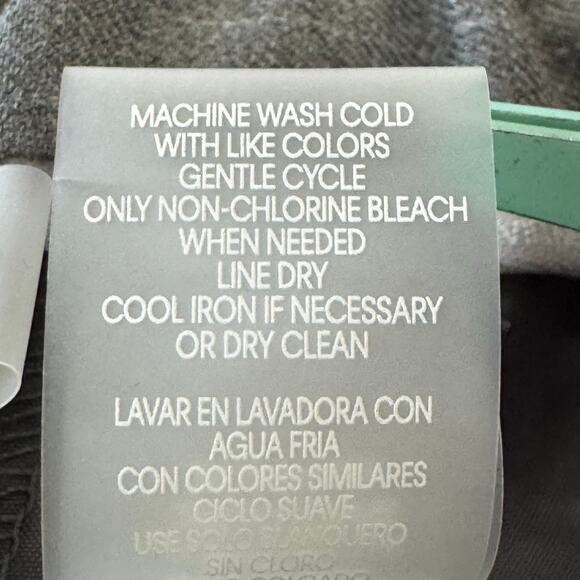 MACHINE WASH COLD
WITH LIKE COLORS
GENTLE CYCLE
ONLY NON-CHLORINE BLEACH
WHEN NEEDED
LINE DRY
COOL IRON IF NECESSARY
OR DRY CLEAN
LAVAR EN LAVADORA CON
AGUA FRIA
CON COLORES SIMILARES
CICLO SUAVE
USE SOLO BLANQUERO
SIN CLORO
COLGADO